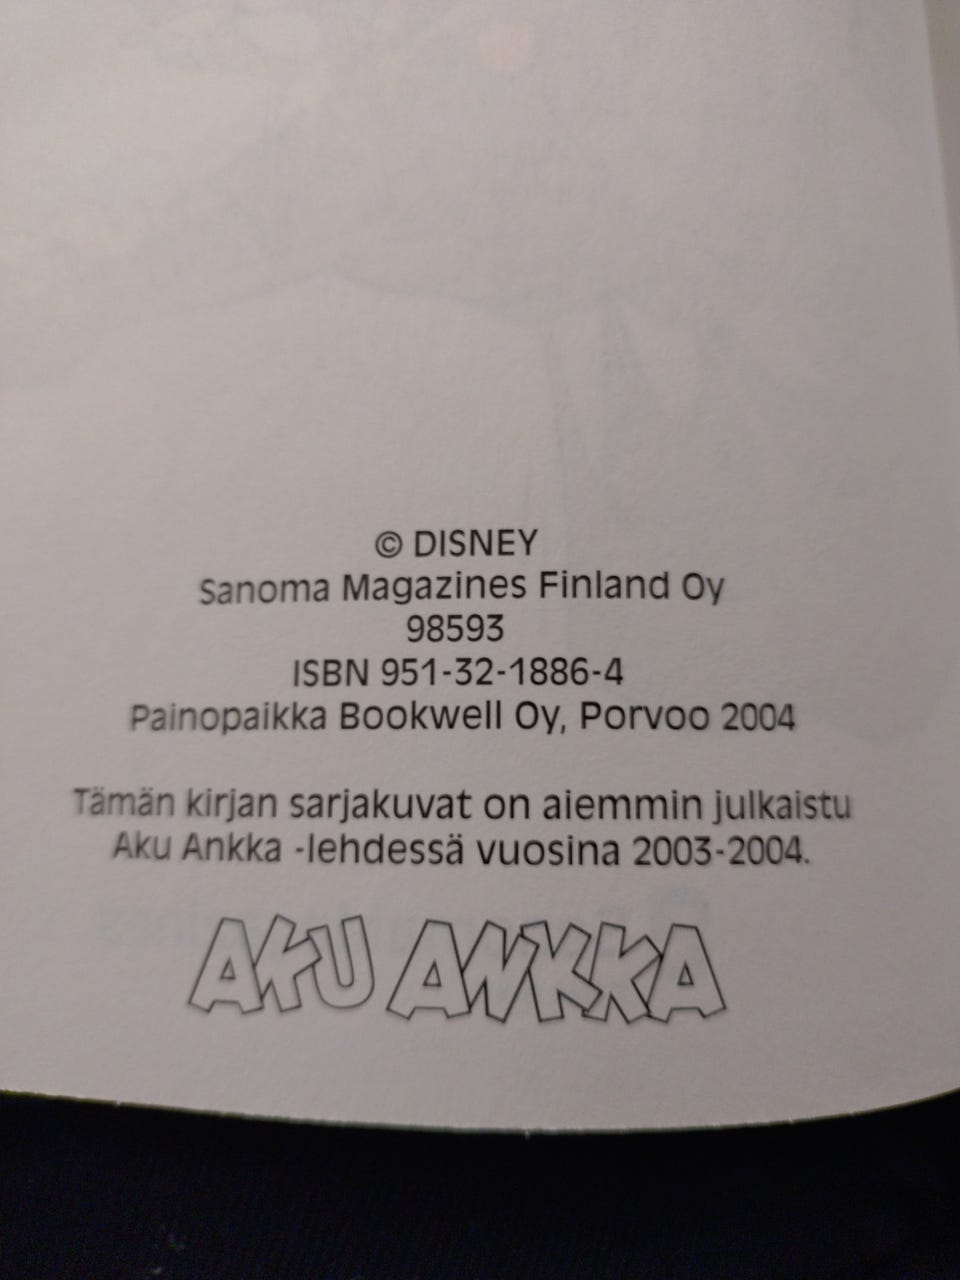 © DISNEY
Sanoma Magazines Finland Oy
98593
ISBN 951-32-1886-4
Painopaikka Bookwell Oy, Porvoo 2004
Tämän kirjan sarjakuvat on aiemmin julkaistu
Aku Ankka -lehdessä vuosina 2003-2004.
AKU ANKKA